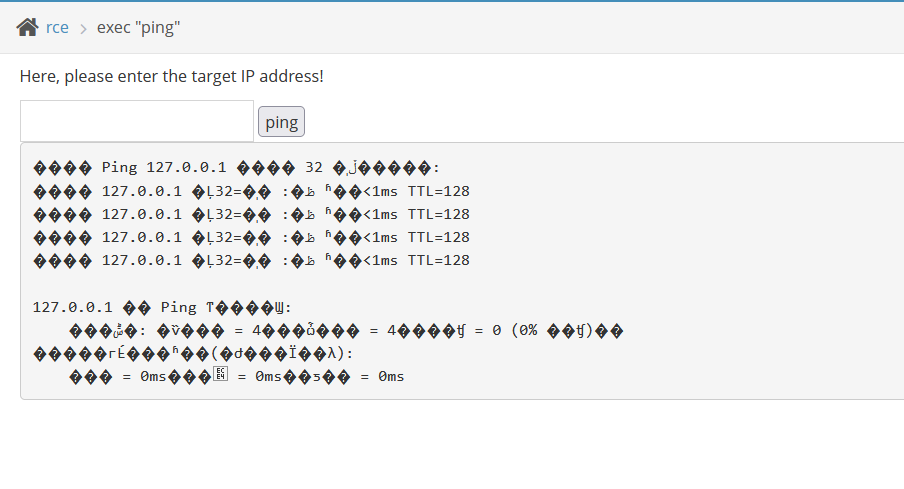 rce > exec "ping"
Here, please enter the target IP address!
ping
���� Ping 127.0.0.1 ���� 32 �ֽڵ�����:
���� 127.0.0.1 �Ļظ�: �ֽ�=32 ʱ��<1ms TTL=128
���� 127.0.0.1 �Ļظ�: �ֽ�=32 ʱ��<1ms TTL=128
���� 127.0.0.1 �Ļظ�: �ֽ�=32 ʱ��<1ms TTL=128
���� 127.0.0.1 �Ļظ�: �ֽ�=32 ʱ��<1ms TTL=128
127.0.0.1 �� Ping ͳ����Ϣ:
���ݰ�: �ѷ��� = 4���ѽ��� = 4����ʧ = 0 (0% ��ʧ)��
�����г̵Ĺ���ʱ��(�Ժ���Ϊ��λ):
��� = 0ms��� = 0ms��ƽ�� = 0ms